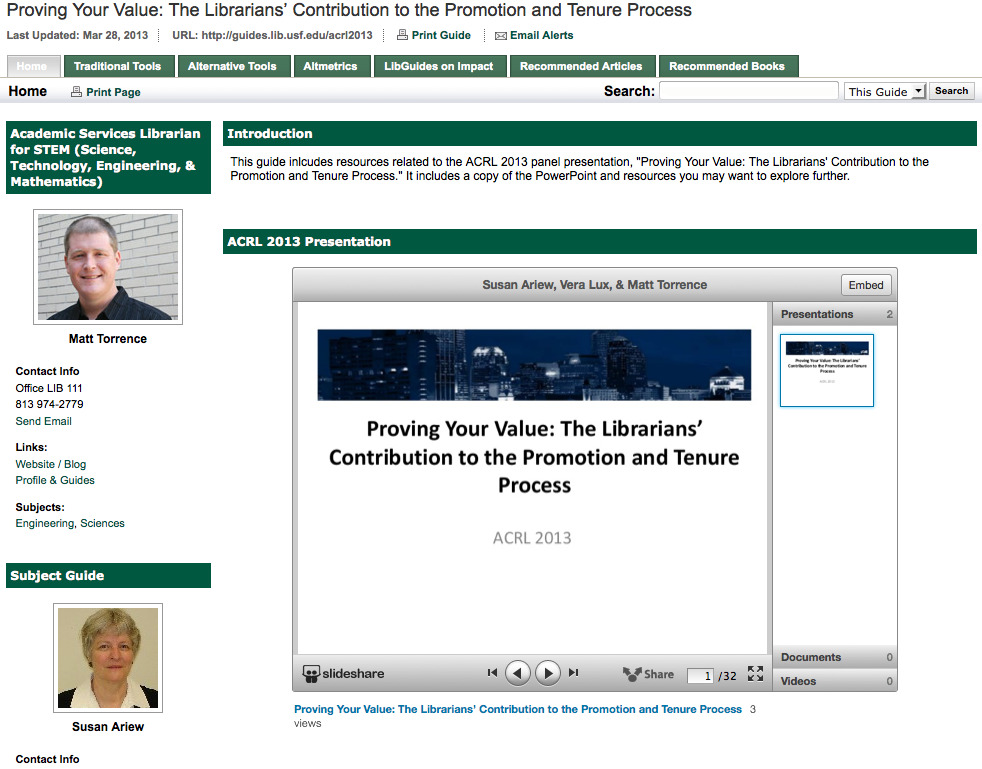 Proving Your Value: The Librarians' Contribution to the Promotion and Tenure Process
Last Updated: Mar 28, 2013 URL: http://guides.lib.usf.edu/acrl2013 Print Guide Email Alerts
Home Traditional Tools Alternative Tools Altmetrics LibGuides on Impact Recommended Articles Recommended Books
Home Print Page Search: This Guide Search
Academic Services Librarian
for STEM (Science,
Technology, Engineering, &
Mathematics)
Matt Torrence
Contact Info
Office LIB 111
813 974-2779
Send Email
Links:
Website / Blog
Profile & Guides
Subjects:
Engineering, Sciences
Subject Guide
Susan Ariew
Contact Info
Introduction
This guide inlcudes resources related to the ACRL 2013 panel presentation, "Proving Your Value: The Librarians' Contribution to the
Promotion and Tenure Process." It includes a copy of the PowerPoint and resources you may want to explore further.
ACRL 2013 Presentation
Susan Ariew, Vera Lux, & Matt Torrence Embed
Proving Your Value: The Librarians'
Contribution to the Promotion and Tenure
Process
ACRL 2013
Presentations 2
Proving Your Value: The Librarians'
Contribution to the Promotion and Tenure
Process
ACRL 2013
Documents 0
Videos 0
slideshare Share 1 /32
Proving Your Value: The Librarians' Contribution to the Promotion and Tenure Process 3
views